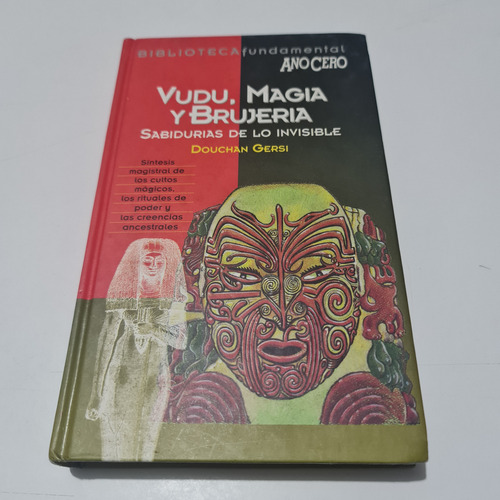 BIBLIOTECA fundamental
AÑO CERO
VUDU, MAGIA
Y BRUJERIA
SABIDURIAS DE LO INVISIBLE
DOUCHAN GERSI
Síntesis
magistral de
los cultos
mágicos,
los rituales de
poder y
las creencias
ancestrales